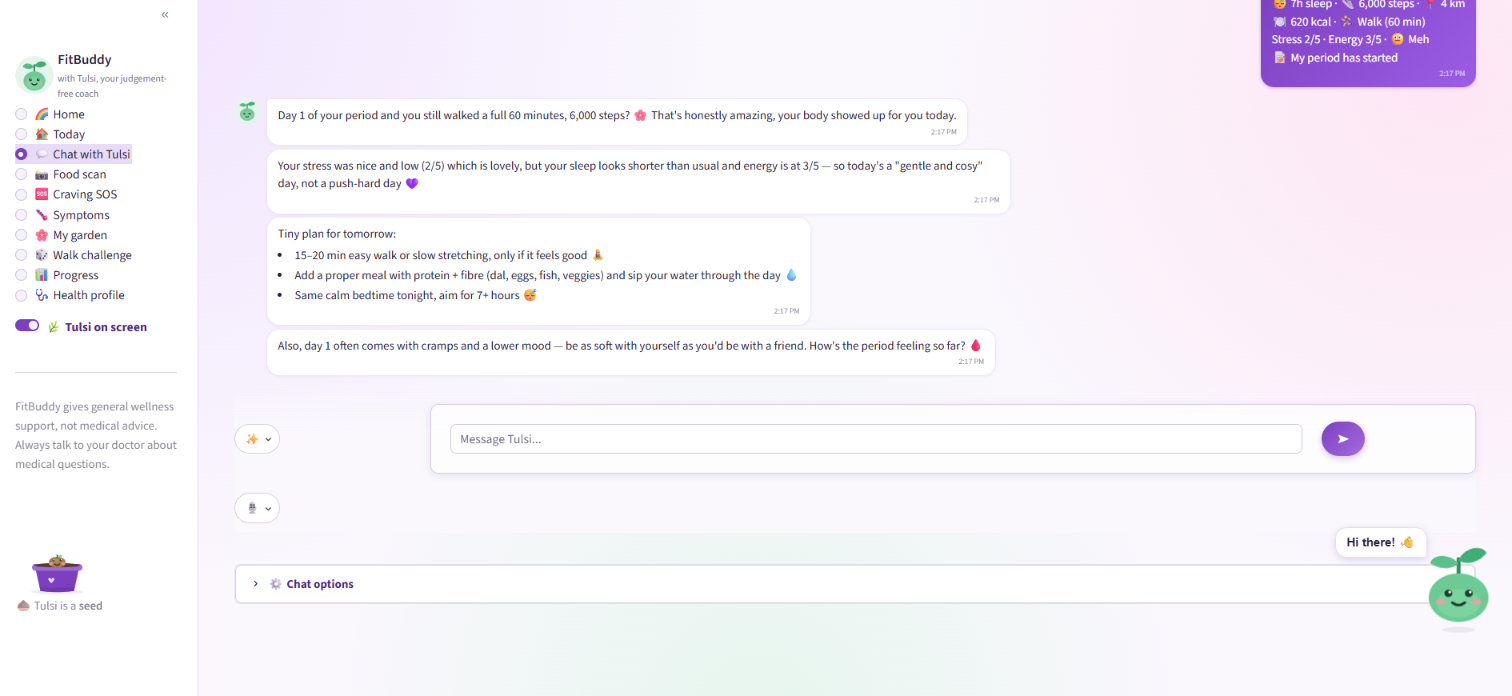 «
FitBuddy
with Tulsi, your judgement-
free coach
🌈 Home
🏠 Today
💬 Chat with Tulsi
📷 Food scan
🆘 Craving SOS
🌡️ Symptoms
🌸 My garden
🎲 Walk challenge
📊 Progress
🩺 Health profile
🌿 Tulsi on screen
FitBuddy gives general wellness
support, not medical advice.
Always talk to your doctor about
medical questions.
🌰 Tulsi is a seed
😴 7h sleep · 👟 6,000 steps · 📍 4 km
🍽️ 620 kcal · 🏃 Walk (60 min)
Stress 2/5 · Energy 3/5 · 😐 Meh
📝 My period has started
2:17 PM
Day 1 of your period and you still walked a full 60 minutes, 6,000 steps? 🌸 That's honestly amazing, your body showed up for you today.
2:17 PM
Your stress was nice and low (2/5) which is lovely, but your sleep looks shorter than usual and energy is at 3/5 — so today's a "gentle and cosy"
day, not a push-hard day 💜
2:17 PM
Tiny plan for tomorrow:
• 15–20 min easy walk or slow stretching, only if it feels good 🧘
• Add a proper meal with protein + fibre (dal, eggs, fish, veggies) and sip your water through the day 💧
• Same calm bedtime tonight, aim for 7+ hours 😴
2:17 PM
Also, day 1 often comes with cramps and a lower mood — be as soft with yourself as you'd be with a friend. How's the period feeling so far? 🩸
2:17 PM
✨
Message Tulsi...
🎙️
Hi there! 👋
⚙️ Chat options